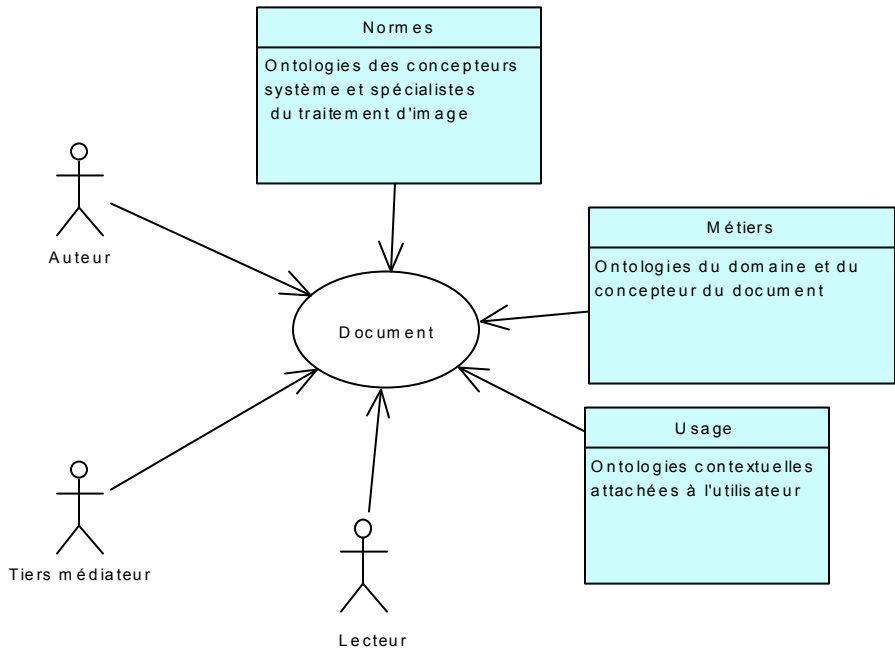 Normes
Ontologies des concepteurs
système et spécialistes
du traitement d'image
Auteur
Métiers
Ontologies du domaine et du
concepteur du document
Document
Usage
Ontologies contextuelles
attachées à l'utilisateur
Tiers médiateur
Lecteur